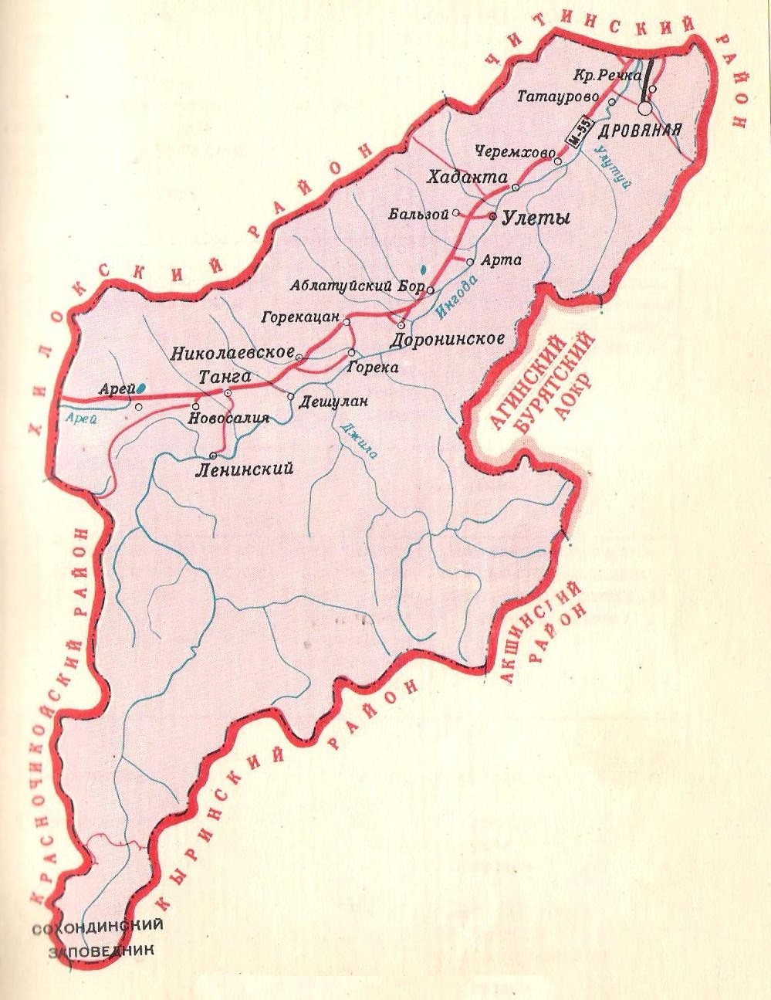 ЧИТИНСКИЙ РАЙОН
Кр.Речка
Татаурово
М-55
ДРОВЯНАЯ
Черемхово
Улутуй
Хаданта
ХИЛОКСКИЙ РАЙОН
Бальзой
Улеты
Арта
Аблатуйский Бор
Ингода
Горекацан
Доронинское
АГИНСКИЙ
БУРЯТСКИЙ
АОКР
Николаевское
Горека
Танга
Арей
Дешулан
Арей
Новосалия
Джила
Ленинский
КРАСНОЧИКОЙСКИЙ РАЙОН
АКШИНСКИЙ
РАЙОН
КЫРИНСКИЙ РАЙОН
СОХОНДИНСКИЙ
ЗАПОВЕДНИК